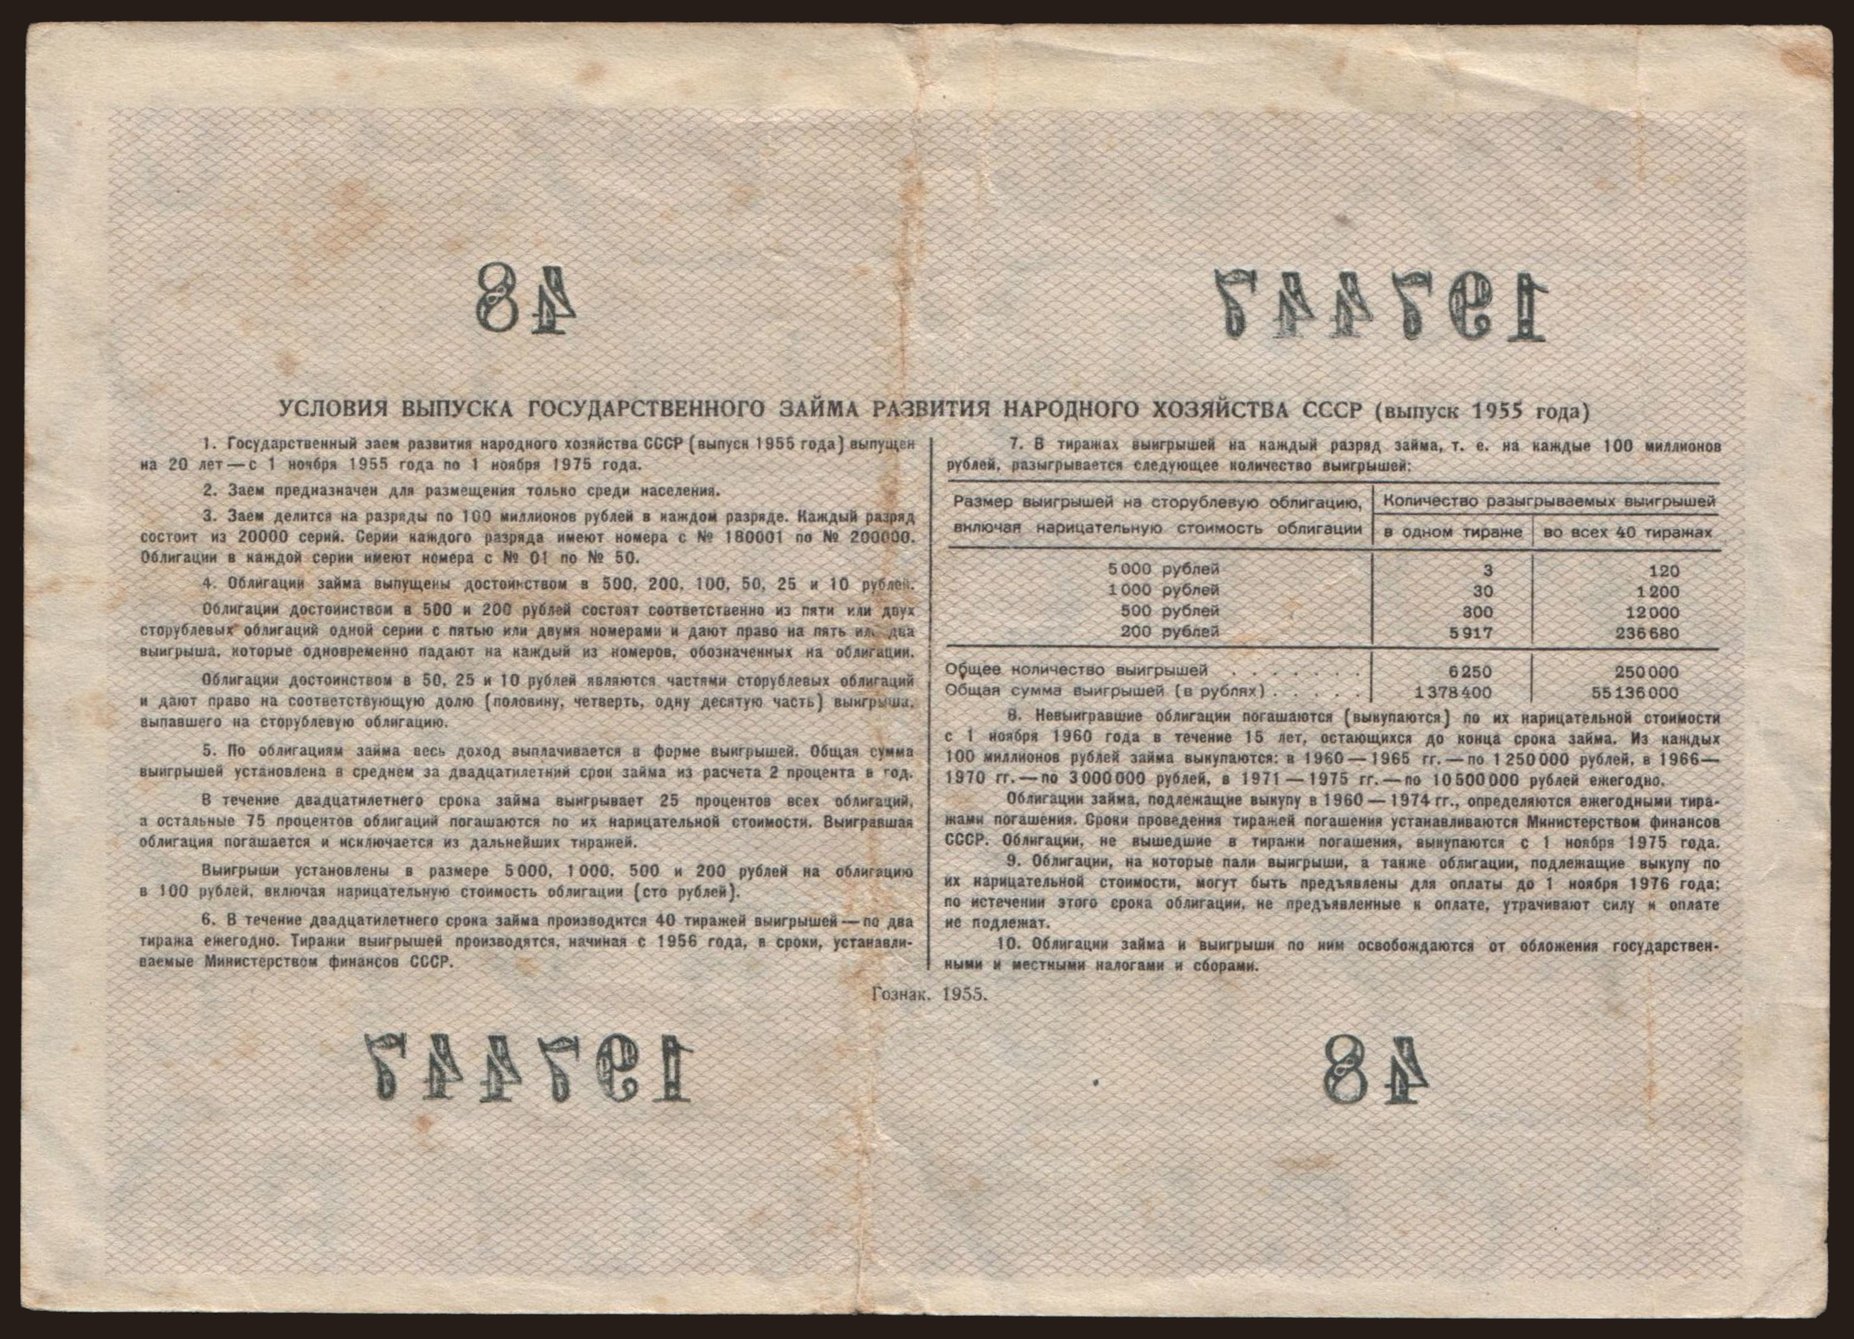 48
197447
УСЛОВИЯ ВЫПУСКА ГОСУДАРСТВЕННОГО ЗАЙМА РАЗВИТИЯ НАРОДНОГО ХОЗЯЙСТВА СССР (выпуск 1955 года)
1. Государственный заем развития народного хозяйства СССР (выпуск 1955 года) выпущен
на 20 лет — с 1 ноября 1955 года по 1 ноября 1975 года.
2. Заем предназначен для размещения только среди населения.
3. Заем делится на разряды по 100 миллионов рублей в каждом разряде. Каждый разряд
состоит из 20000 серий. Серии каждого разряда имеют номера с № 180001 по № 200000.
Облигации в каждой серии имеют номера с № 01 по № 50.
4. Облигации займа выпущены достоинством в 500, 200, 100, 50, 25 и 10 рублей.
Облигации достоинством в 500 и 200 рублей состоят соответственно из пяти или двух
сторублевых облигаций одной серии с пятью или двумя номерами и дают право на пять или два
выигрыша, которые одновременно падают на каждый из номеров, обозначенных на облигации.
Облигации достоинством в 50, 25 и 10 рублей являются частями сторублевых облигаций
и дают право на соответствующую долю (половину, четверть, одну десятую часть) выигрыша,
выпавшего на сторублевую облигацию.
5. По облигациям займа весь доход выплачивается в форме выигрышей. Общая сумма
выигрышей установлена в среднем за двадцатилетний срок займа из расчета 2 процента в год.
В течение двадцатилетнего срока займа выигрывает 25 процентов всех облигаций,
а остальные 75 процентов облигаций погашаются по их нарицательной стоимости. Выигравшая
облигация погашается и исключается из дальнейших тиражей.
Выигрыши установлены в размере 5000, 1000, 500 и 200 рублей на облигацию
в 100 рублей, включая нарицательную стоимость облигации (сто рублей).
6. В течение двадцатилетнего срока займа производится 40 тиражей выигрышей — по два
тиража ежегодно. Тиражи выигрышей производятся, начиная с 1956 года, в сроки, устанавли-
ваемые Министерством финансов СССР.
7. В тиражах выигрышей на каждый разряд займа, т. е. на каждые 100 миллионов
рублей, разыгрывается следующее количество выигрышей:
Размер выигрышей на сторублевую облигацию, Количество разыгрываемых выигрышей
включая нарицательную стоимость облигации в одном тираже во всех 40 тиражах
5000 рублей 3 120
1000 рублей 30 1200
500 рублей 300 12000
200 рублей 5917 236680
Общее количество выигрышей . . . . . . . 6250 250000
Общая сумма выигрышей (в рублях) . . . . . 1378400 55136000
8. Невыигравшие облигации погашаются (выкупаются) по их нарицательной стоимости
с 1 ноября 1960 года в течение 15 лет, остающихся до конца срока займа. Из каждых
100 миллионов рублей займа выкупаются: в 1960 — 1965 гг. — по 1250000 рублей, в 1966 —
1970 гг. — по 3000000 рублей, в 1971 — 1975 гг. — по 10500000 рублей ежегодно.
Облигации займа, подлежащие выкупу в 1960 — 1974 гг., определяются ежегодными тира-
жами погашения. Сроки проведения тиражей погашения устанавливаются Министерством финансов
СССР. Облигации, не вышедшие в тиражи погашения, выкупаются с 1 ноября 1975 года.
9. Облигации, на которые пали выигрыши, а также облигации, подлежащие выкупу по
их нарицательной стоимости, могут быть предъявлены для оплаты до 1 ноября 1976 года;
по истечении этого срока облигации, не предъявленные к оплате, утрачивают силу и оплате
не подлежат.
10. Облигации займа и выигрыши по ним освобождаются от обложения государствен-
ными и местными налогами и сборами.
Гознак. 1955.
197447
48